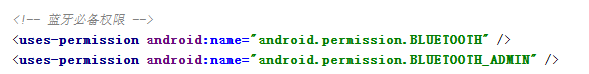 <!-- 蓝牙必备权限 -->
<uses-permission android:name="android.permission.BLUETOOTH" />
<uses-permission android:name="android.permission.BLUETOOTH_ADMIN" />